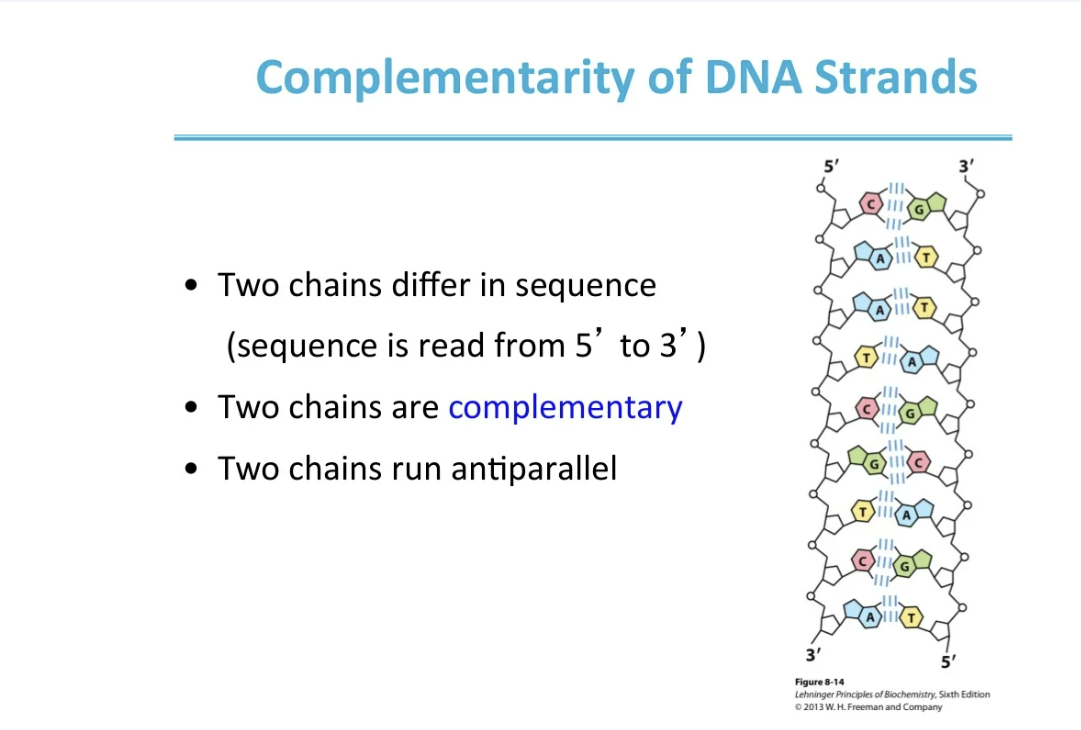 Complementarity of DNA Strands
• Two chains differ in sequence
(sequence is read from 5’ to 3’)
• Two chains are complementary
• Two chains run antiparallel
5′ 3′
C G
A T
A T
T A
C G
G C
T A
C G
A T
3′ 5′
Figure 8-14
Lehninger Principles of Biochemistry, Sixth Edition
© 2013 W. H. Freeman and Company